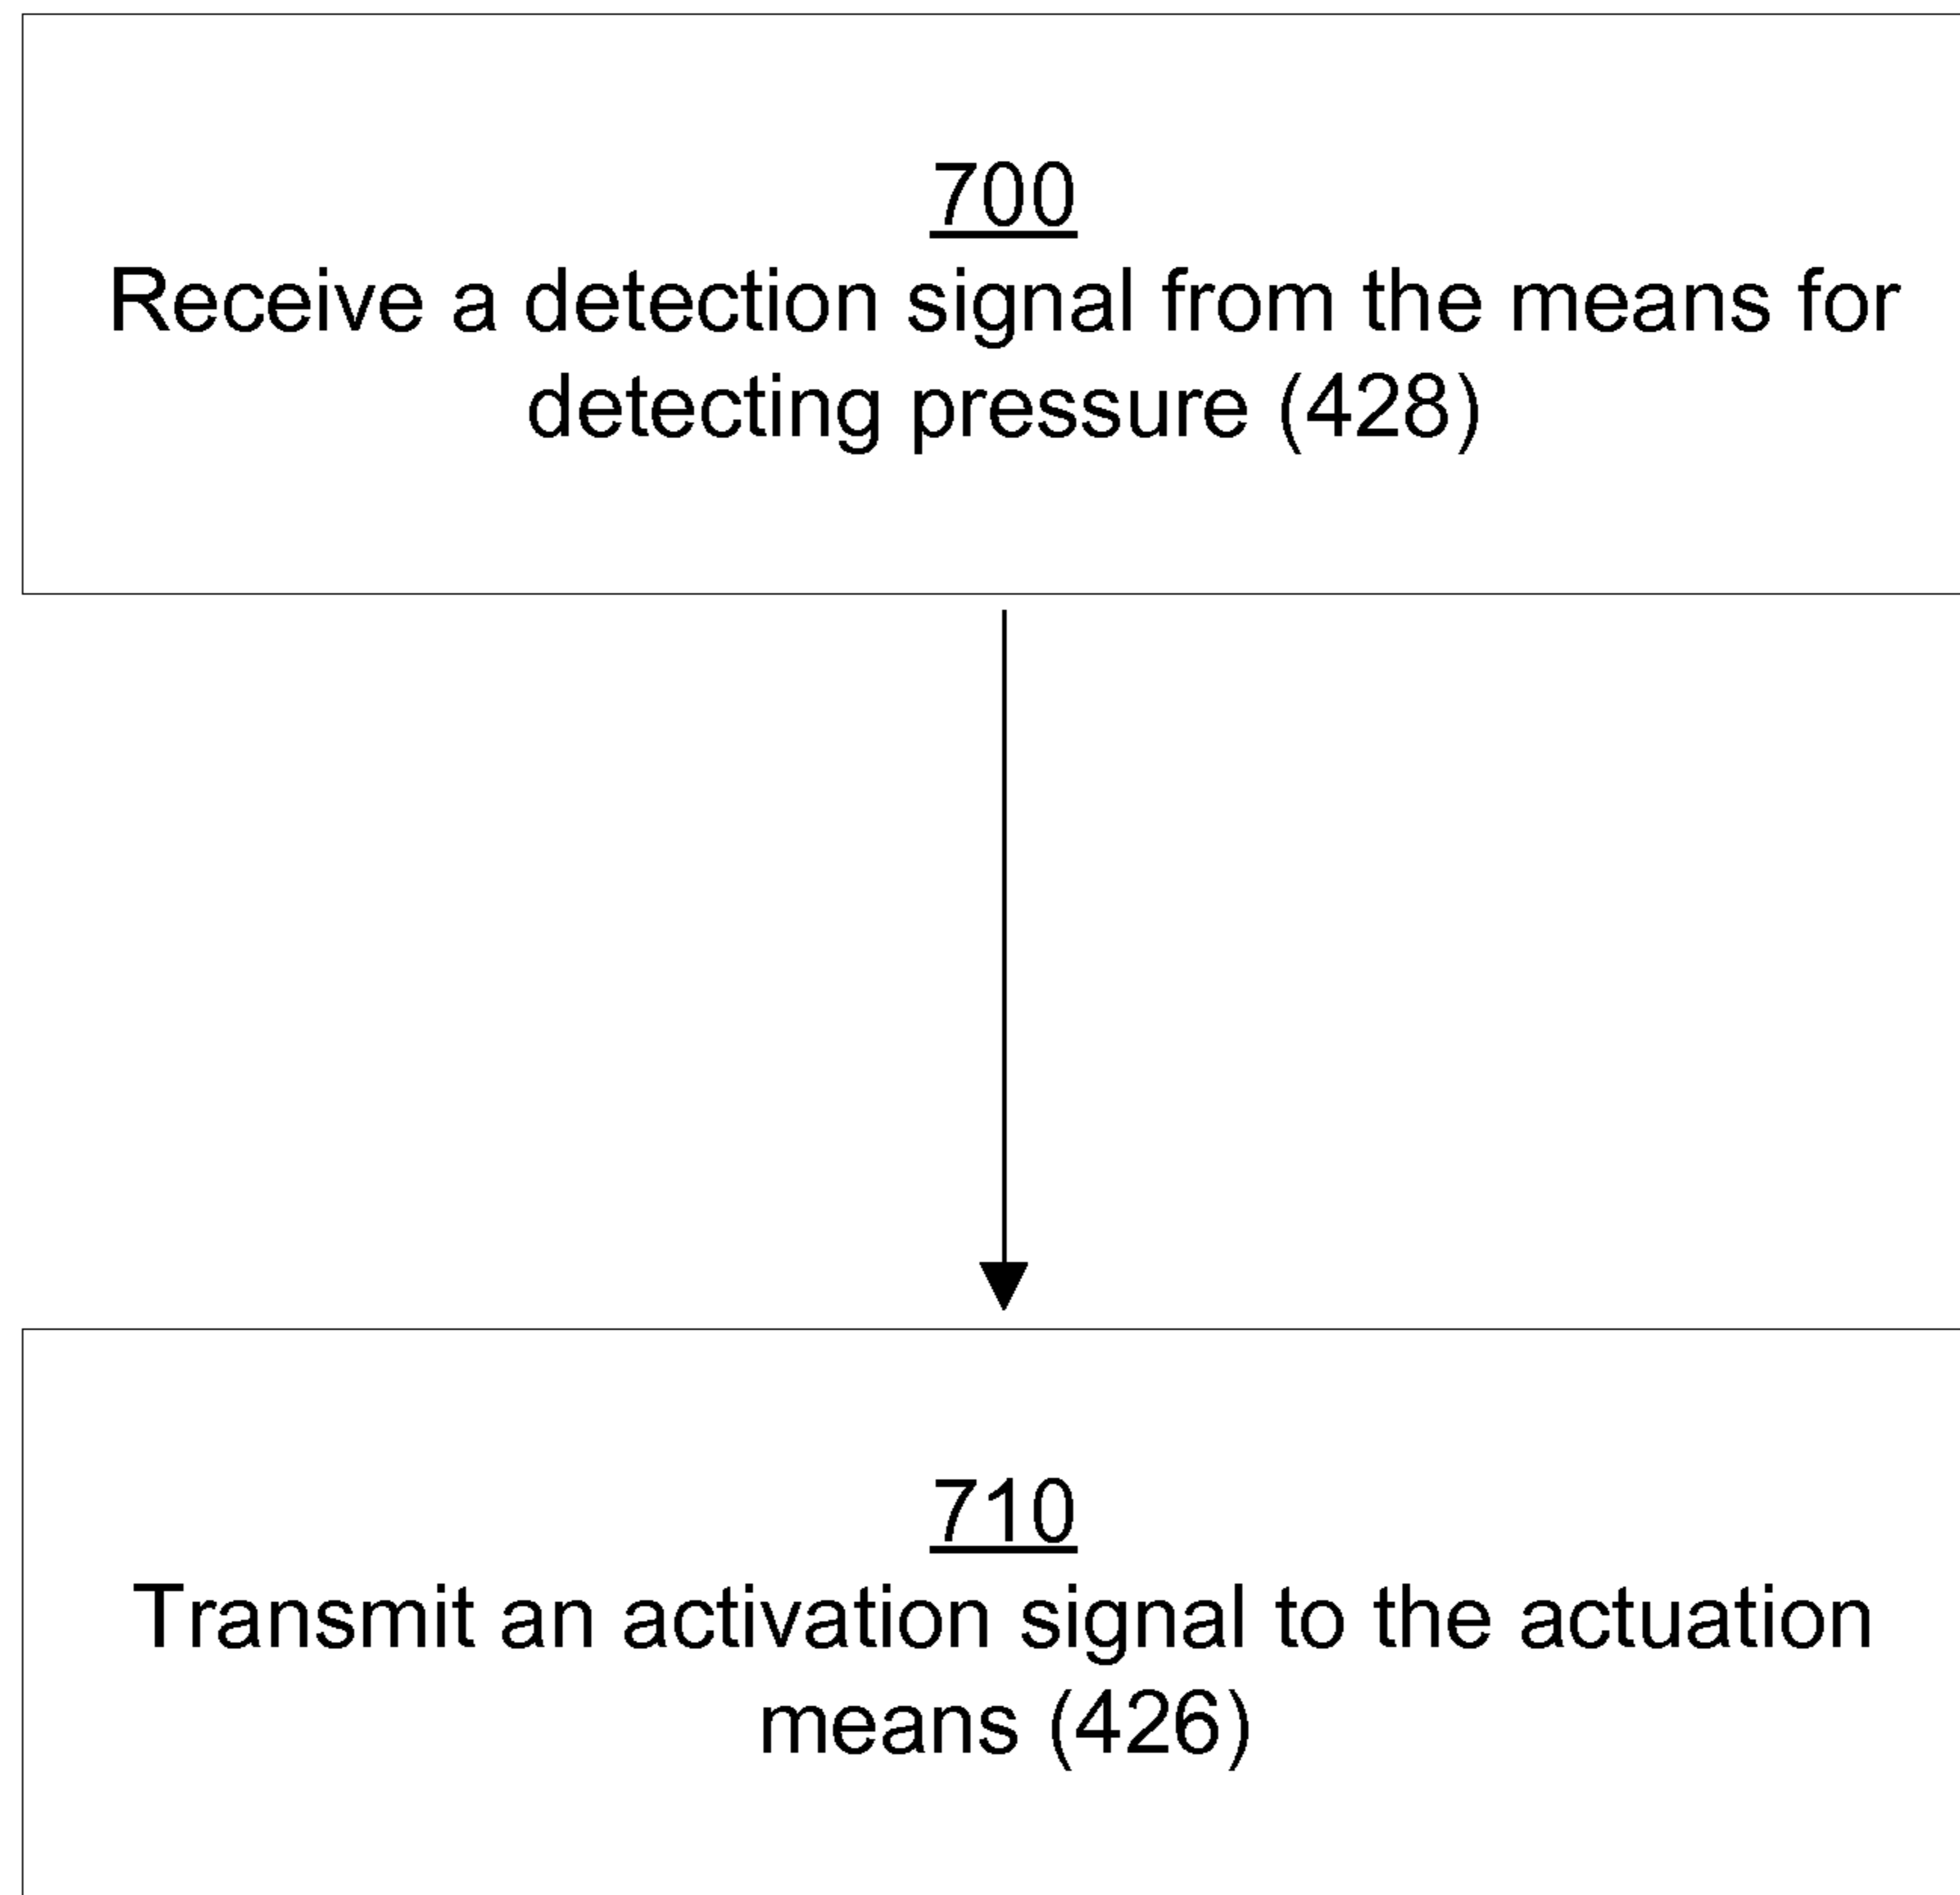 700
Receive a detection signal from the means for
detecting pressure (428)
710
Transmit an activation signal to the actuation
means (426)